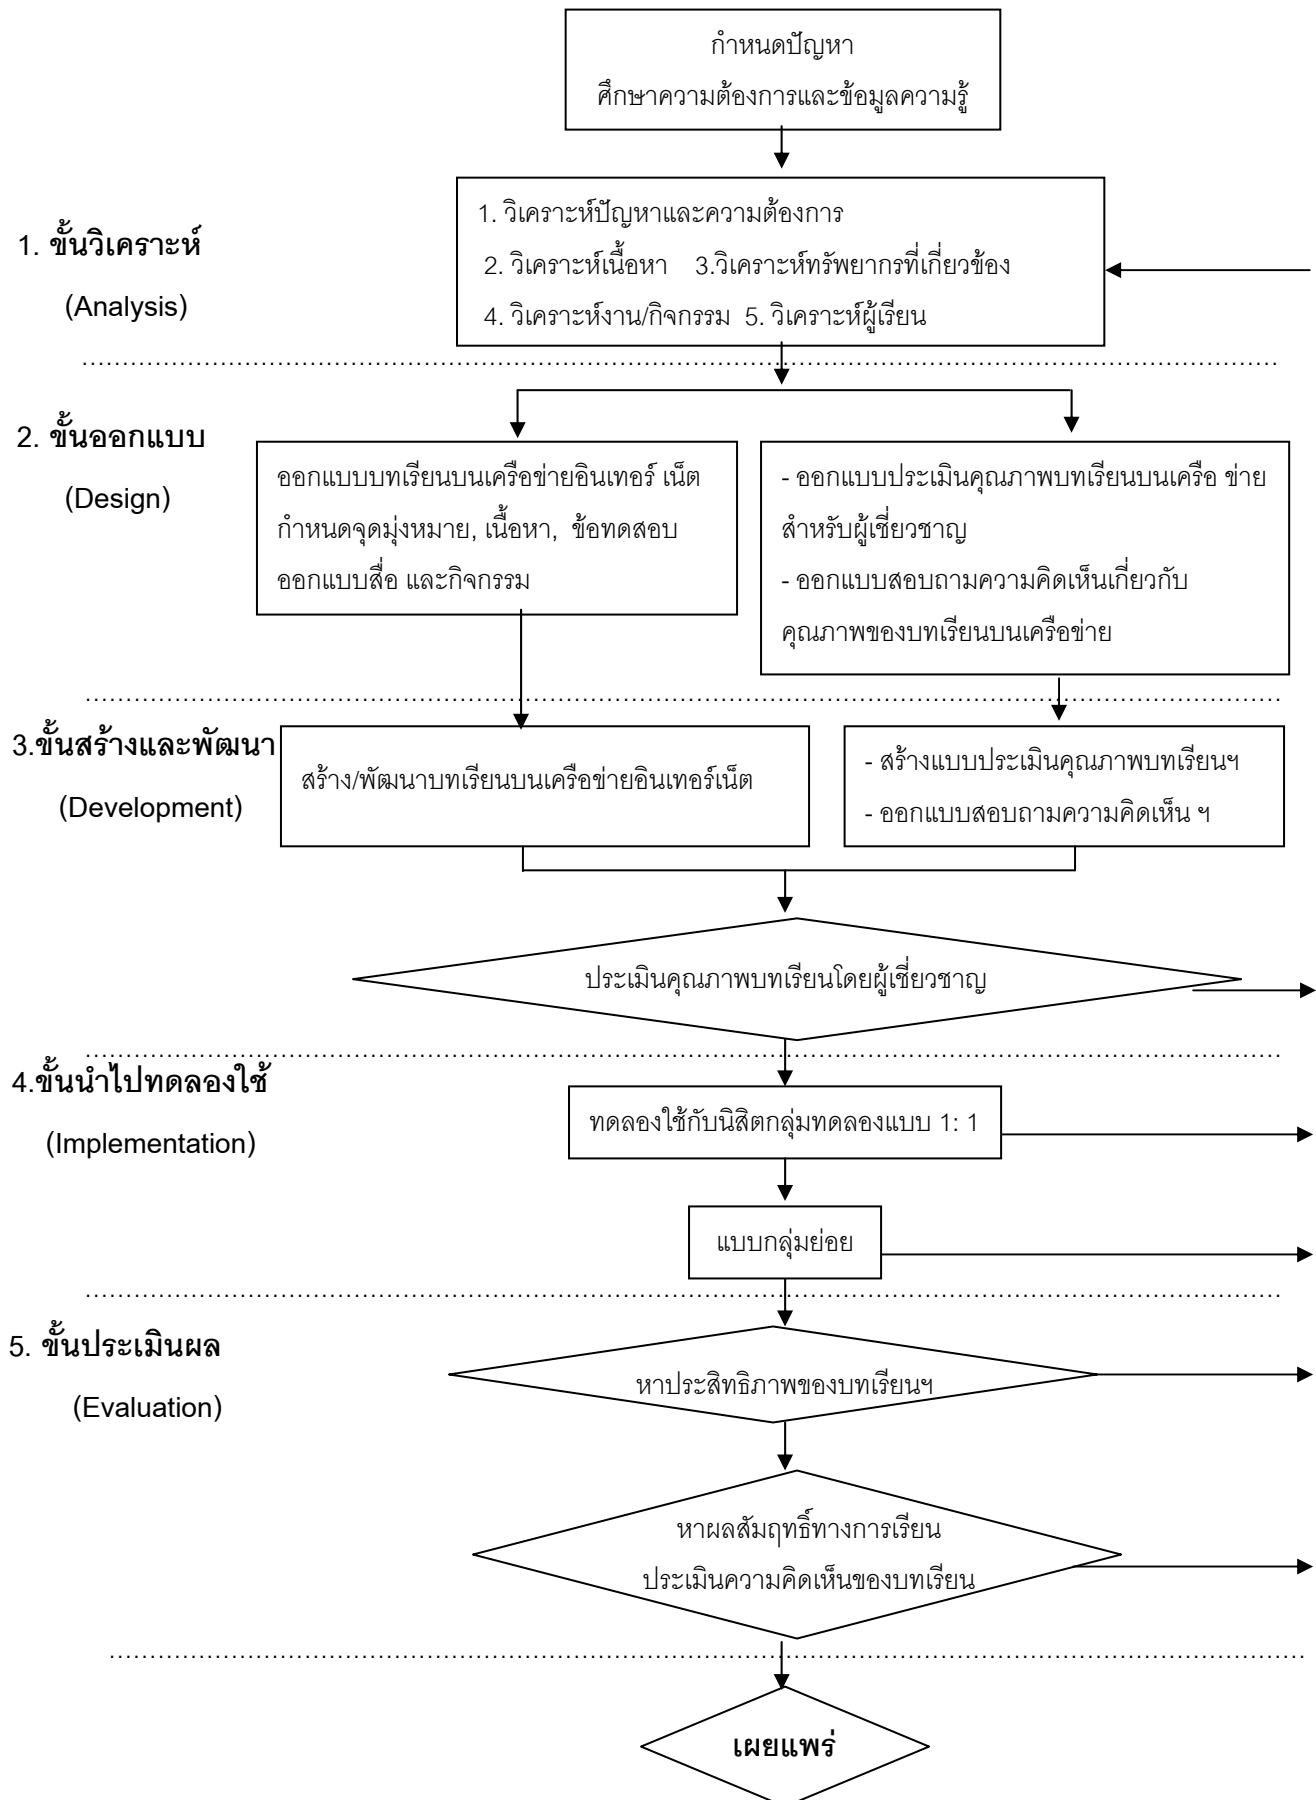 กำหนดปัญหา
ศึกษาความต้องการและข้อมูลความรู้
1. ขั้นวิเคราะห์
(Analysis)
1. วิเคราะห์ปัญหาและความต้องการ
2. วิเคราะห์เนื้อหา 3.วิเคราะห์ทรัพยากรที่เกี่ยวข้อง
4. วิเคราะห์งาน/กิจกรรม 5. วิเคราะห์ผู้เรียน
2. ขั้นออกแบบ
(Design)
ออกแบบบทเรียนบนเครือข่ายอินเทอร์ เน็ต
กำหนดจุดมุ่งหมาย, เนื้อหา, ข้อทดสอบ
ออกแบบสื่อ และกิจกรรม
- ออกแบบประเมินคุณภาพบทเรียนบนเครือ ข่าย
สำหรับผู้เชี่ยวชาญ
- ออกแบบสอบถามความคิดเห็นเกี่ยวกับ
คุณภาพของบทเรียนบนเครือข่าย
3.ขั้นสร้างและพัฒนา
(Development)
สร้าง/พัฒนาบทเรียนบนเครือข่ายอินเทอร์เน็ต
- สร้างแบบประเมินคุณภาพบทเรียนฯ
- ออกแบบสอบถามความคิดเห็น ฯ
ประเมินคุณภาพบทเรียนโดยผู้เชี่ยวชาญ
4.ขั้นนำไปทดลองใช้
(Implementation)
ทดลองใช้กับนิสิตกลุ่มทดลองแบบ 1: 1
แบบกลุ่มย่อย
5. ขั้นประเมินผล
(Evaluation)
หาประสิทธิภาพของบทเรียนฯ
หาผลสัมฤทธิ์ทางการเรียน
ประเมินความคิดเห็นของบทเรียน
เผยแพร่